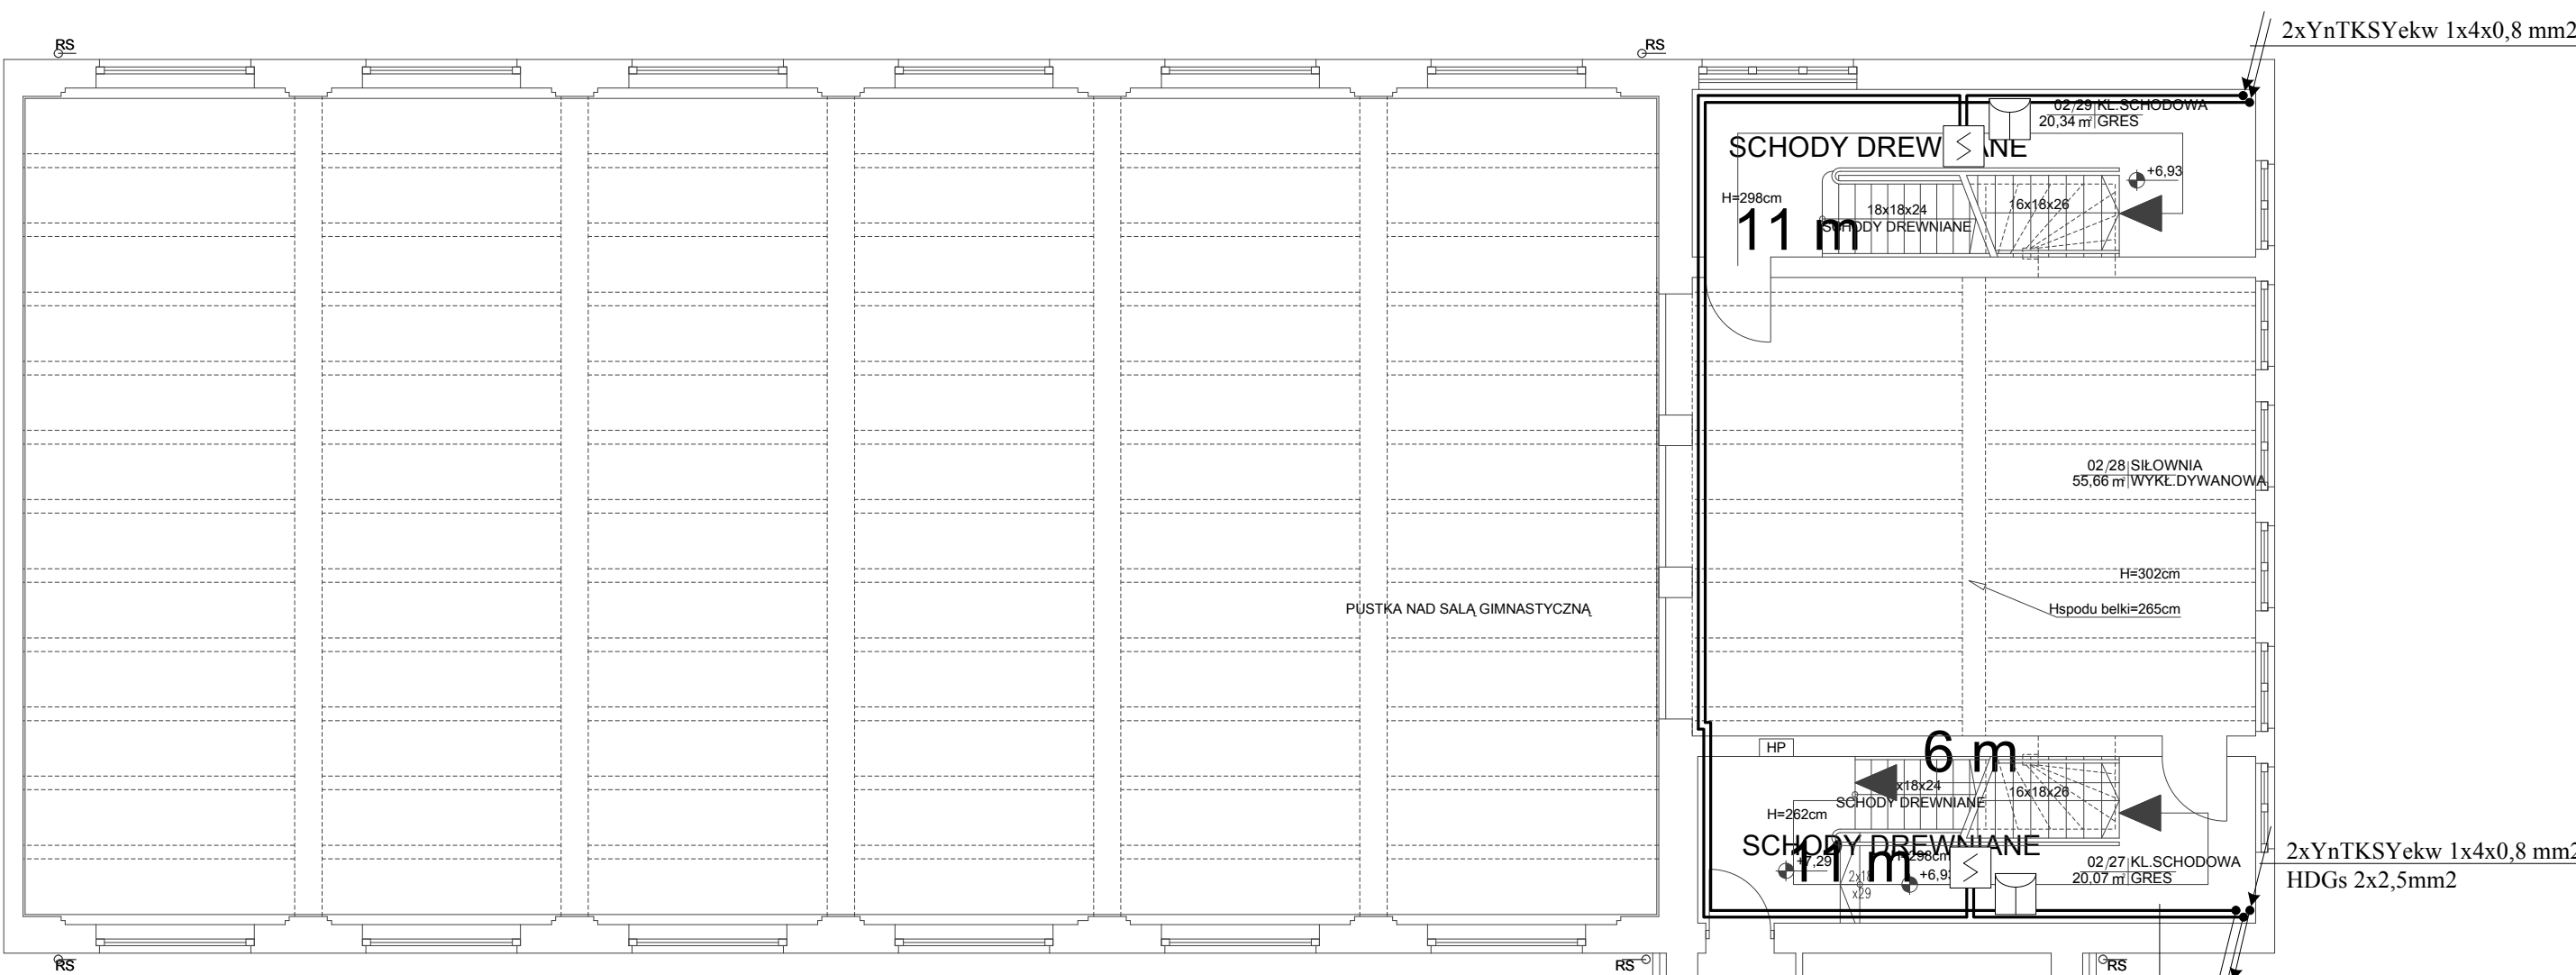 RS
RS
2xYnTKSYekw 1x4x0,8 mm2
02/29 KL.SCHODOWA
20,34 m² GRES
SCHODY DREWNIANE
+6,93
H=298cm
11 m
18x18x24
SCHODY DREWNIANE
16x18x26
02/28 SIŁOWNIA
55,66 m² WYKŁ.DYWANOWA
H=302cm
Hspodu belki=265cm
PUSTKA NAD SALĄ GIMNASTYCZNĄ
HP
6 m
x18x24
SCHODY DREWNIANE
16x18x26
H=262cm
SCHODY DREWNIANE
11 m
+7,29
298cm
+6,93
2x18
x29
02/27 KL.SCHODOWA
20,07 m² GRES
2xYnTKSYekw 1x4x0,8 mm2
HDGs 2x2,5mm2
RS
RS
RS